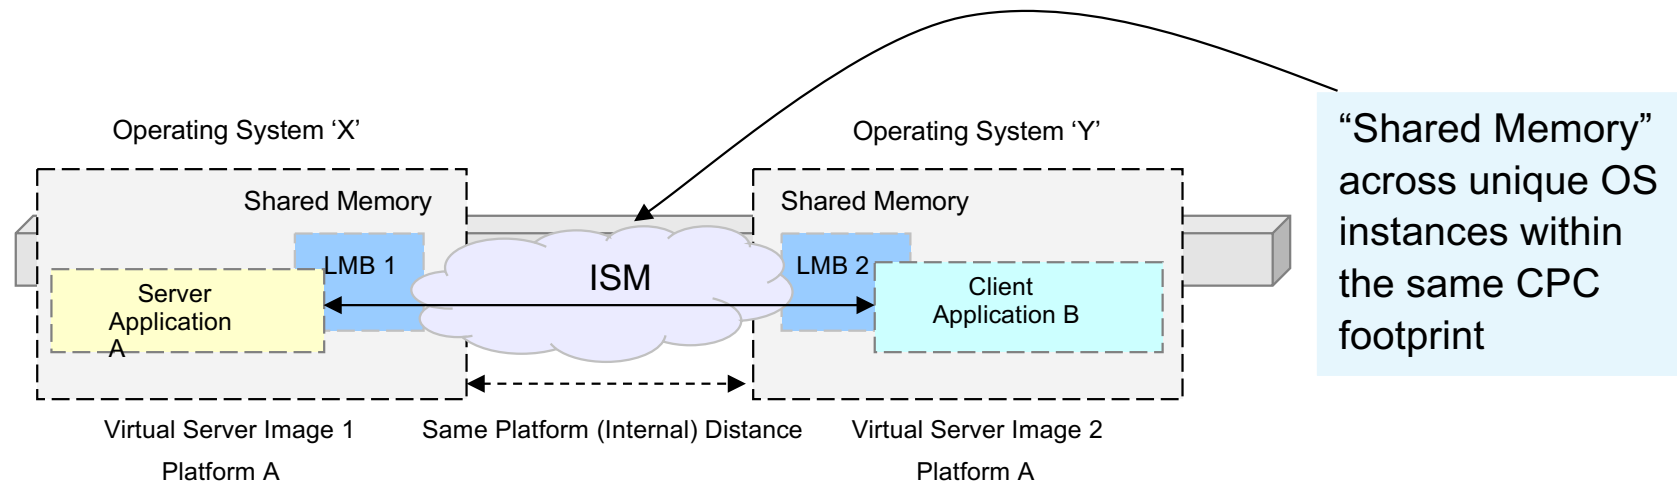 Operating System ‘X’
Operating System ‘Y’
“Shared Memory”
across unique OS
instances within
the same CPC
footprint
Shared Memory
Shared Memory
LMB 1
ISM
LMB 2
Server
Application
A
Client
Application B
Virtual Server Image 1
Same Platform (Internal) Distance
Virtual Server Image 2
Platform A
Platform A